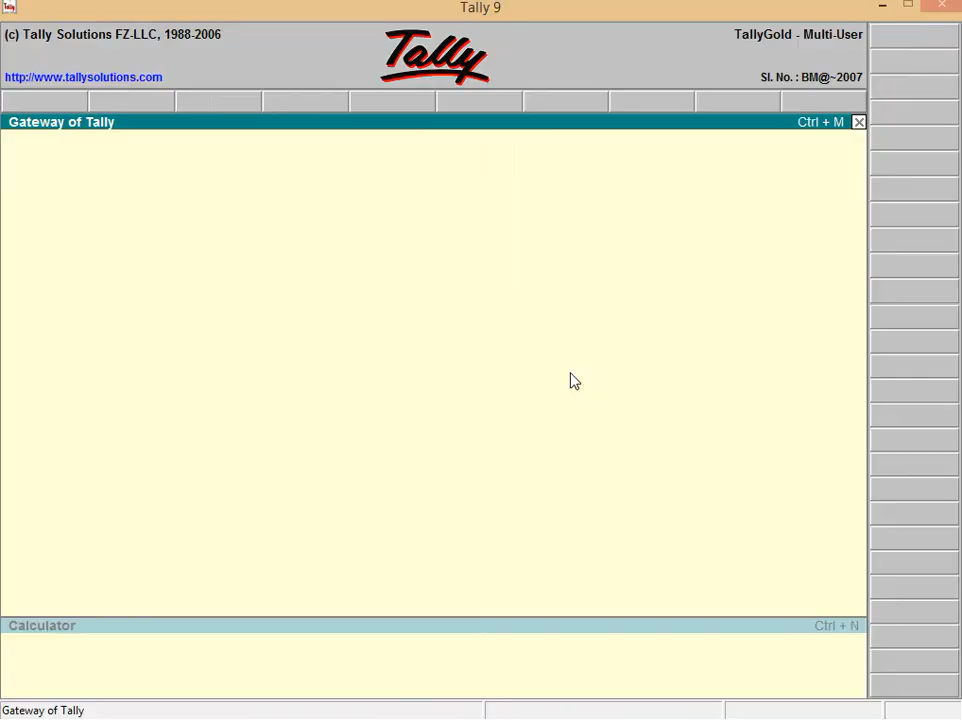 Tally 9
(c) Tally Solutions FZ-LLC, 1988-2006
Tally
TallyGold - Multi-User
http://www.tallysolutions.com
Sl. No. : BM@~2007
Gateway of Tally
Ctrl + M
Calculator
Ctrl + N
Gateway of Tally